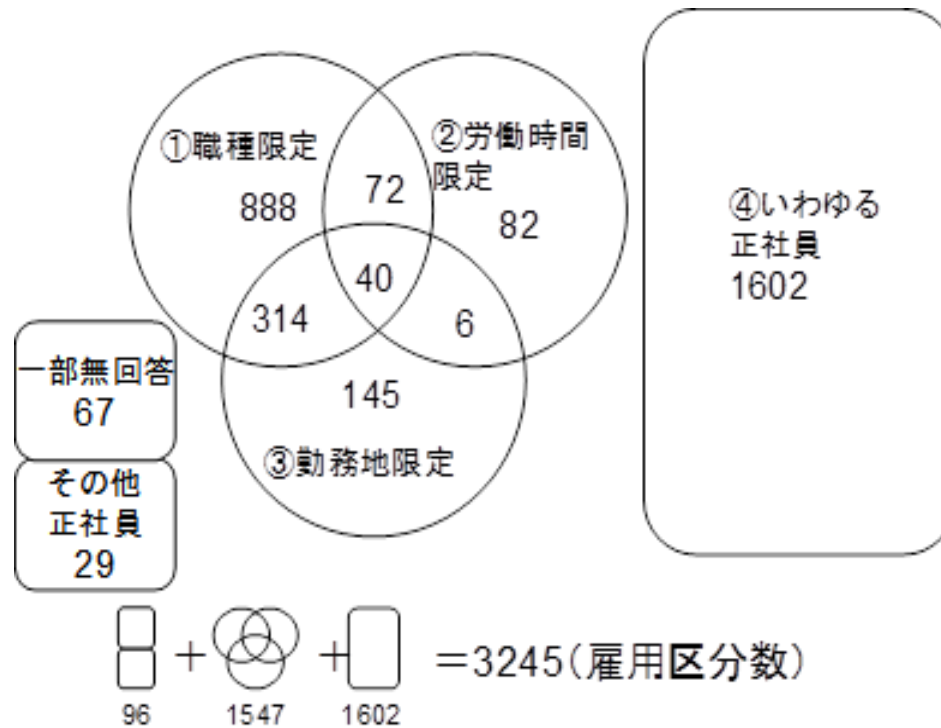 ①職種限定
888
72
②労働時間
限定
82
40
314
6
145
③勤務地限定
④いわゆる
正社員
1602
一部無回答
67
その他
正社員
29
+ + =3245(雇用区分数)
96 1547 1602